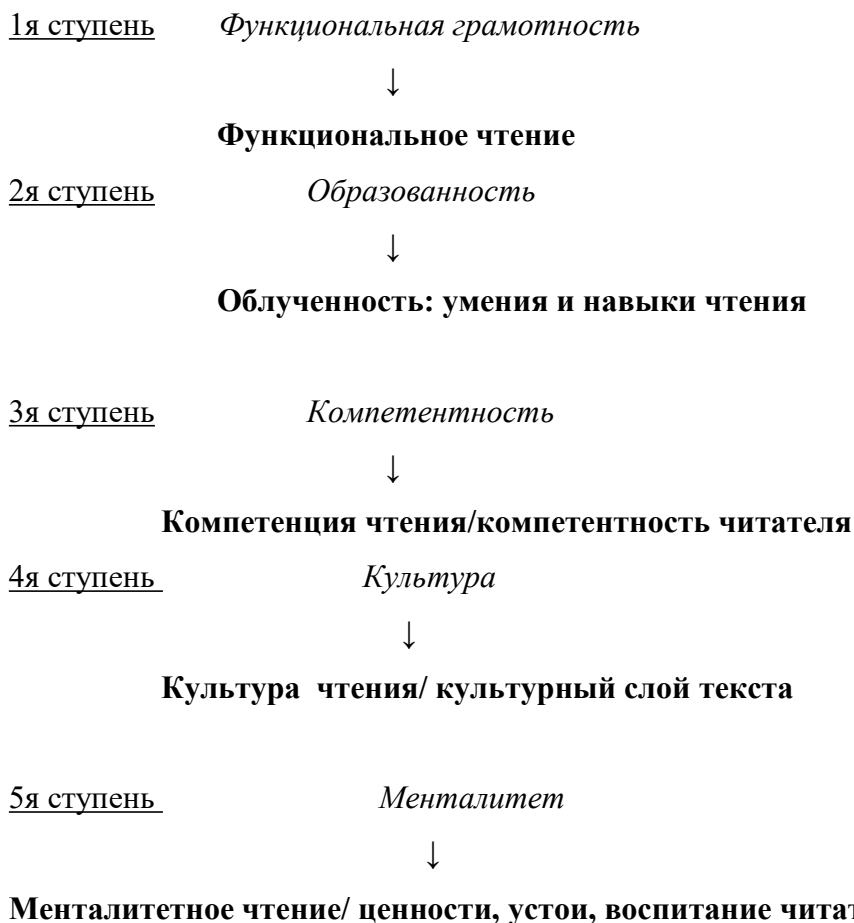 1я ступень Функциональная грамотность
↓
Функциональное чтение
2я ступень Образованность
↓
Облученность: умения и навыки чтения
3я ступень Компетентность
↓
Компетенция чтения/компетентность читателя
4я ступень Культура
↓
Культура чтения/ культурный слой текста
5я ступень Менталитет
↓
Менталитетное чтение/ ценности, устои, воспитание